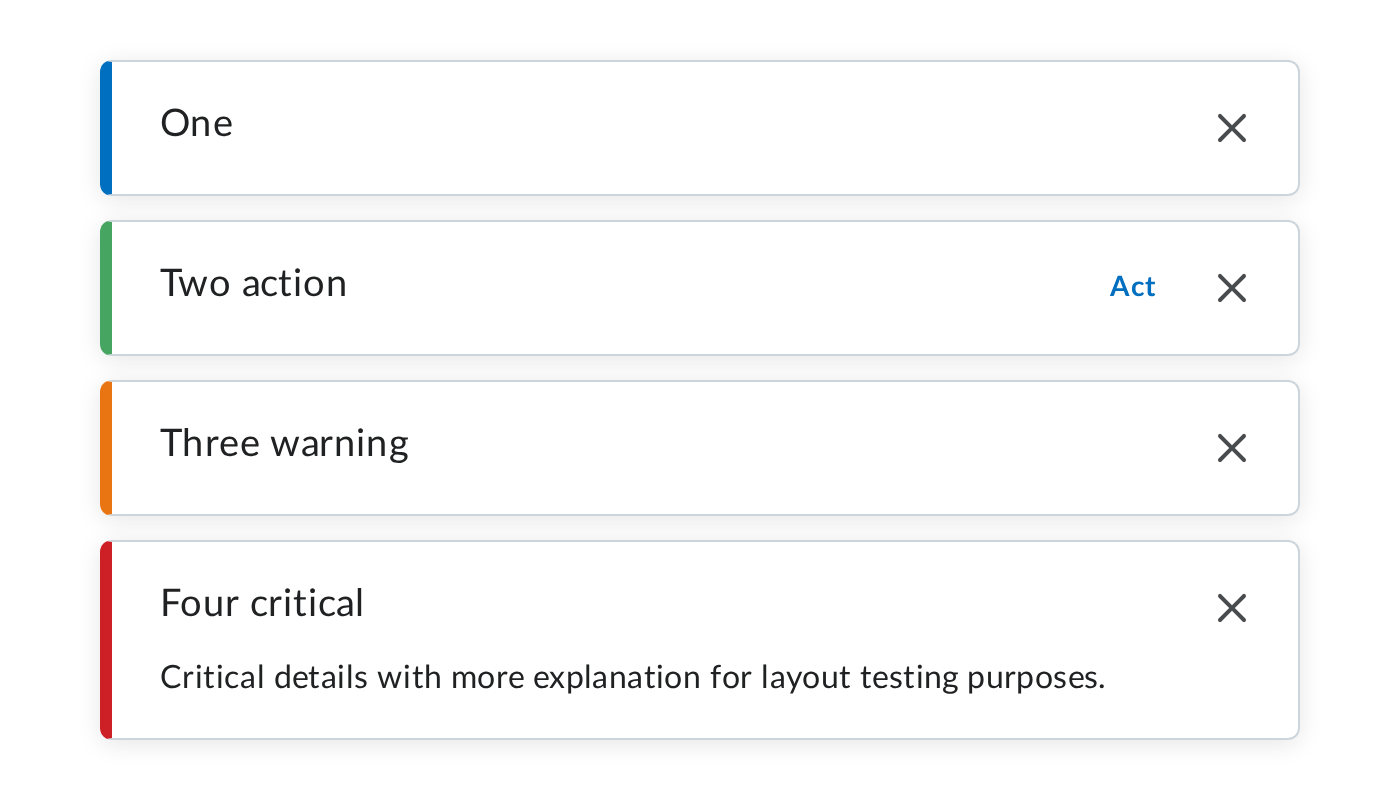 One
Two action
Act
Three warning
Four critical
Critical details with more explanation for layout testing purposes.